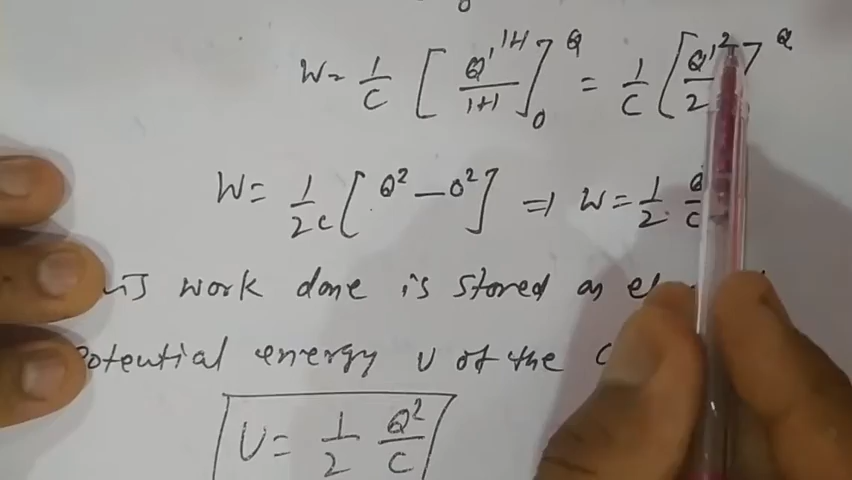 W = 1/C [Q'^(1+1)/(1+1)]_0^Q = 1/C [Q'^2/2]^Q
W = 1/2C [Q^2 — 0^2] ⇒ W = 1/2 Q/C
work done is stored as
potential energy U of the
U = 1/2 Q^2/C